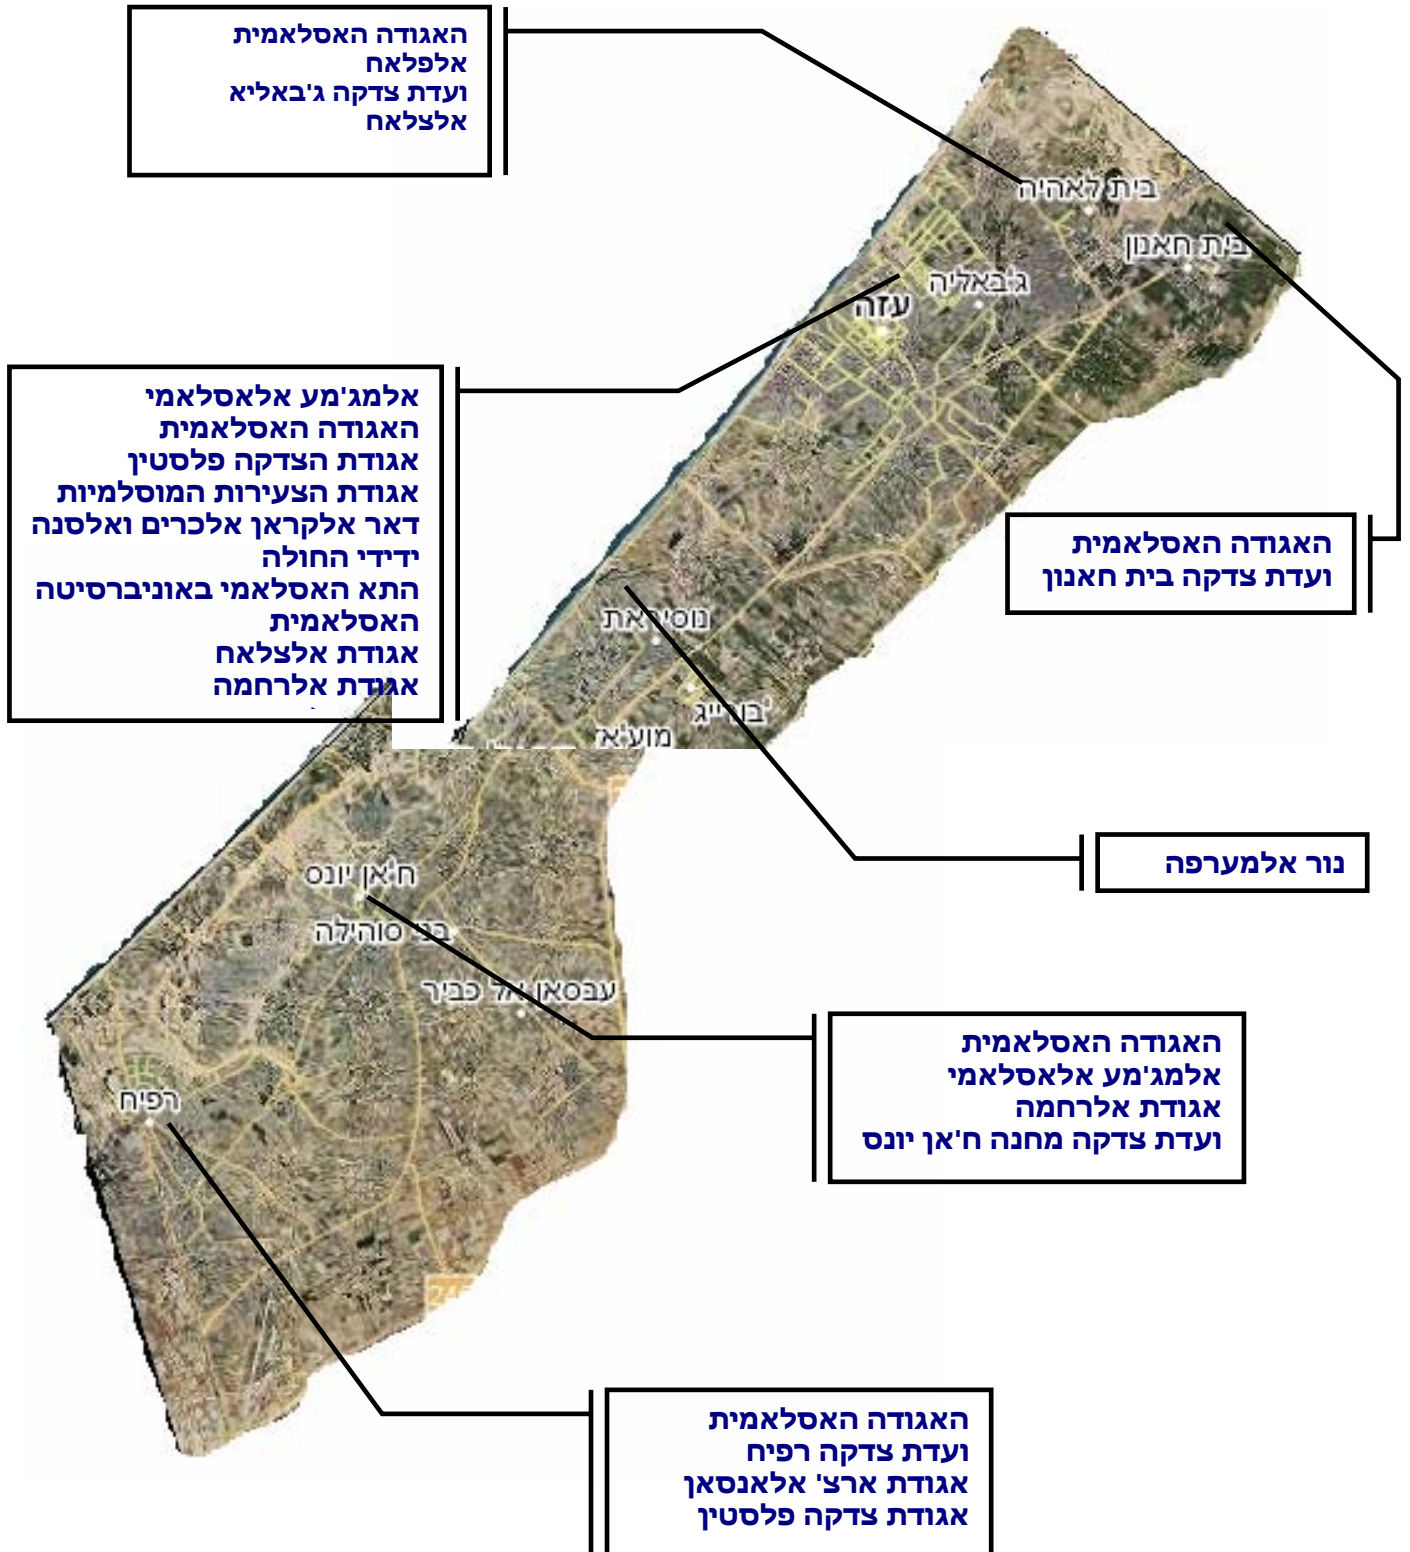 האגודה האסלאמית
אלפלאח
ועדת צדקה ג'באליא
אלצלאח
בית לאהיה
בית חאנון
ג'באליה
עזה
אלמג'מע אלאסלאמי
האגודה האסלאמית
אגודת הצדקה פלסטין
אגודת הצעירות המוסלמיות
דאר אלקראן אלכרים ואלסנה
ידידי החולה
התא האסלאמי באוניברסיטה
האסלאמית
אגודת אלצלאח
אגודת אלרחמה
האגודה האסלאמית
ועדת צדקה בית חאנון
נוסיראת
בורייג'
נור אלמערפה
ח'אן יונס
בני סוהילה
עבסאן אל כביר
האגודה האסלאמית
אלמג'מע אלאסלאמי
אגודת אלרחמה
ועדת צדקה מחנה ח'אן יונס
רפיח
האגודה האסלאמית
ועדת צדקה רפיח
אגודת ארצ' אלאנסאן
אגודת צדקה פלסטין